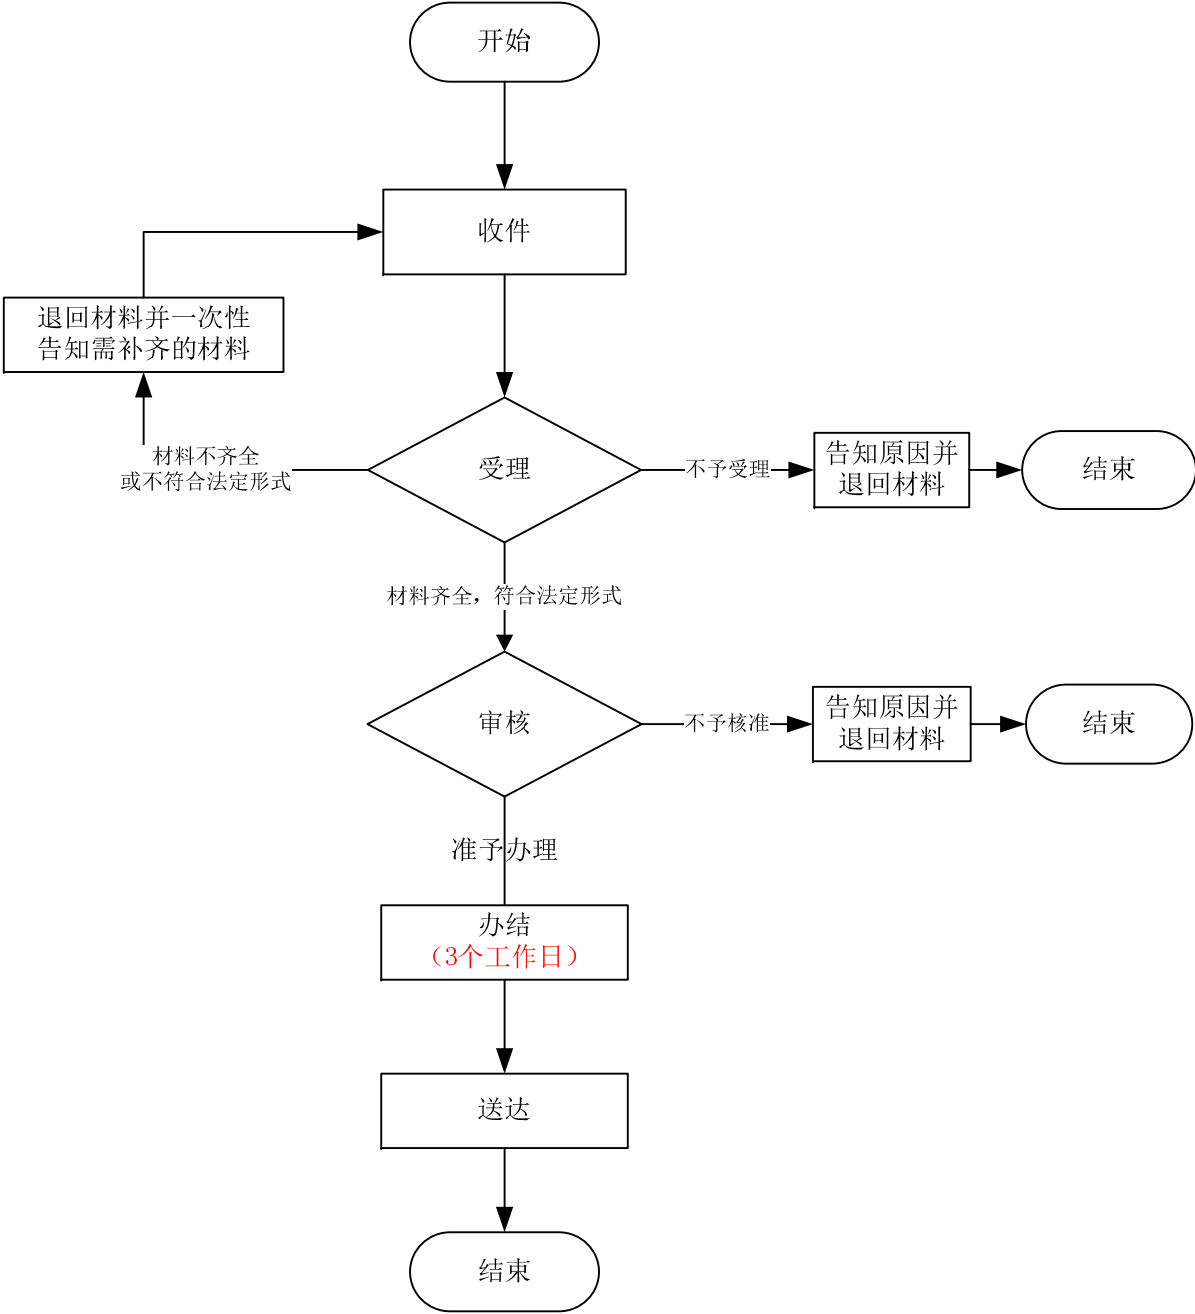 开始
收件
退回材料并一次性
告知需补齐的材料
材料不齐全
或不符合法定形式
受理
不予受理
告知原因并
退回材料
结束
材料齐全，符合法定形式
审核
不予核准
告知原因并
退回材料
结束
准予办理
办结
（3个工作日）
送达
结束